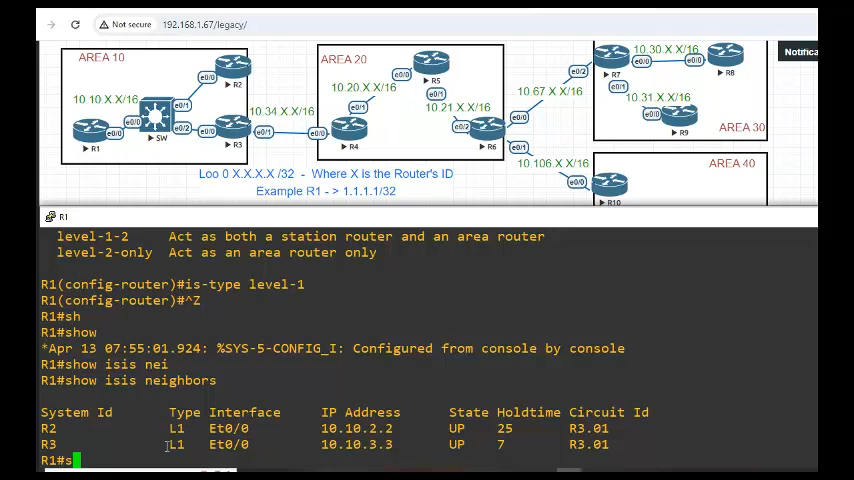 Not secure 192.168.1.67/legacy/
AREA 10
AREA 20
Notifica
R2
R5
R7
R8
e0/0
e0/0
e0/2
e0/0
e0/0
10.30.X X/16
10.10.X X/16
10.20.X X/16
10.67.X X/16
e0/1
e0/1
e0/1
10.34.X X/16
10.21.X X/16
10.31.X X/16
e0/1
e0/0
e0/0
e0/2
e0/1
e0/0
e0/2
e0/0
e0/0
R1
SW
R3
R4
R6
R9
AREA 30
e0/1
10.106.X X/16
AREA 40
Loo 0 X.X.X.X /32 - Where X is the Router's ID
Example R1 -> 1.1.1.1/32
e0/0
R10
R1
level-1-2 Act as both a station router and an area router
level-2-only Act as an area router only
R1(config-router)#is-type level-1
R1(config-router)#^Z
R1#sh
R1#show
*Apr 13 07:55:01.924: %SYS-5-CONFIG_I: Configured from console by console
R1#show isis nei
R1#show isis neighbors
System Id Type Interface IP Address State Holdtime Circuit Id
R2 L1 Et0/0 10.10.2.2 UP 25 R3.01
R3 L1 Et0/0 10.10.3.3 UP 7 R3.01
R1#s